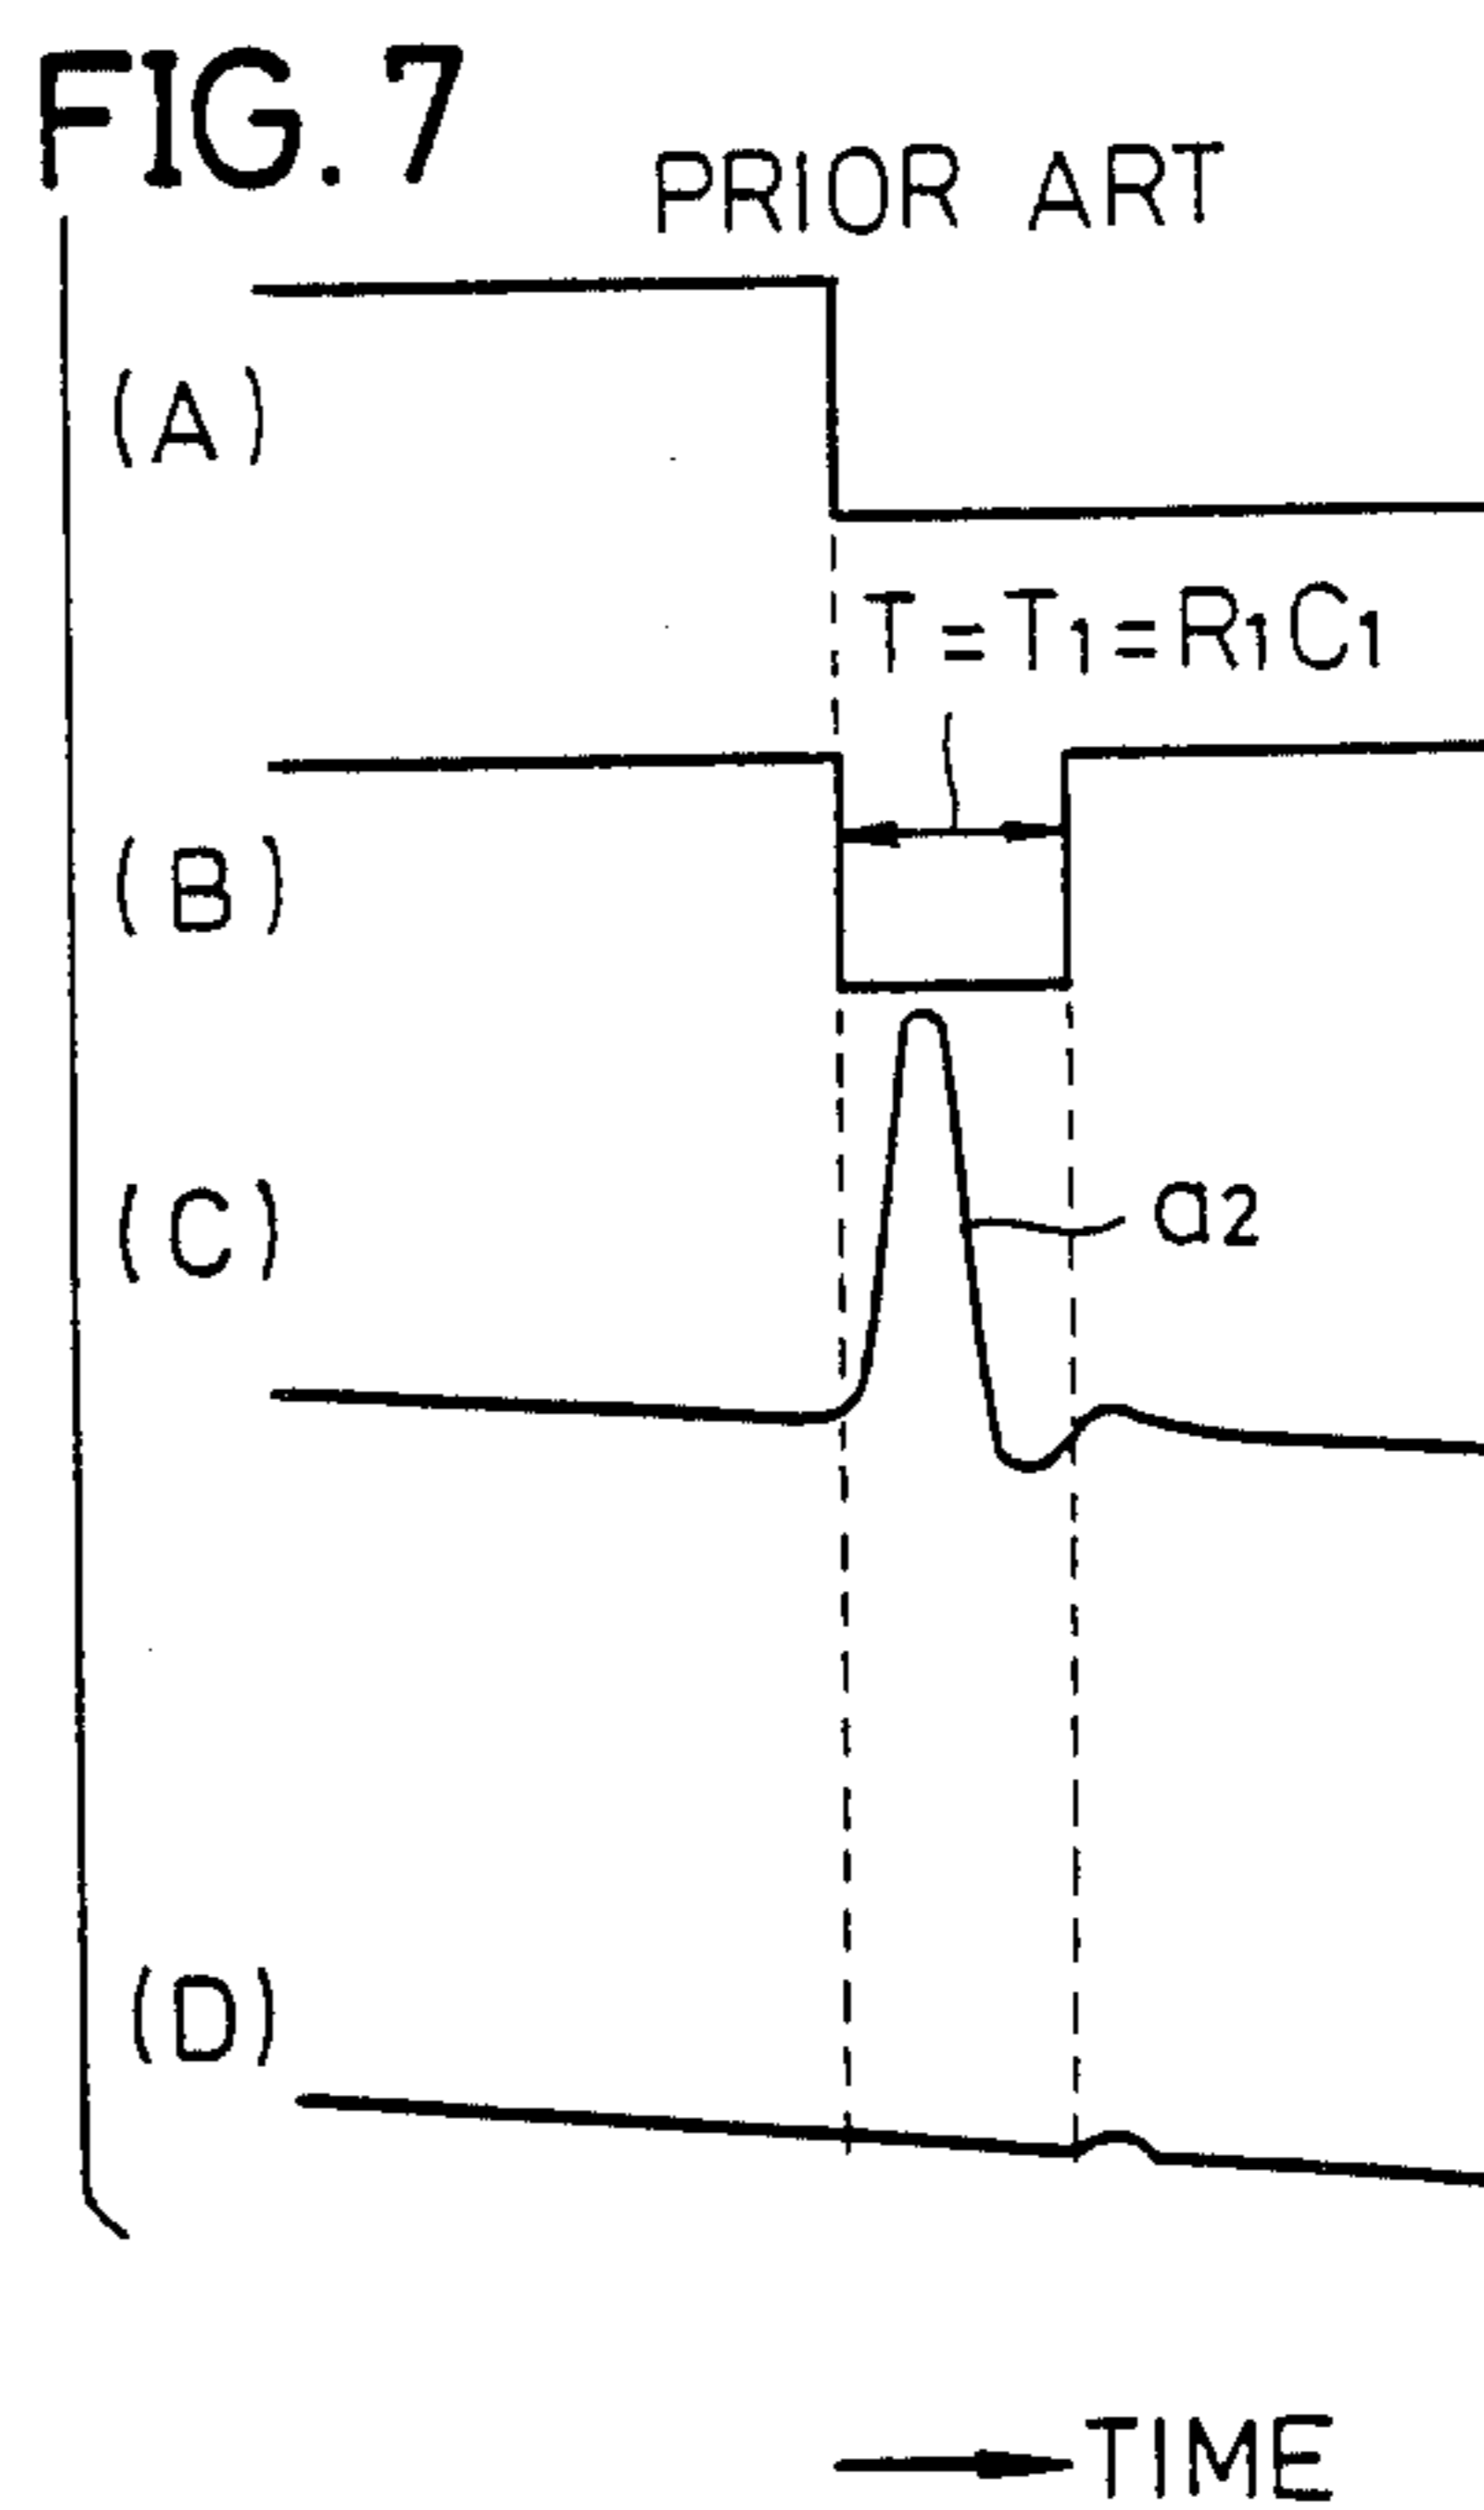 FIG. 7
PRIOR ART
(A)
T=T1=R1C1
(B)
(C)
a2
(D)
TIME